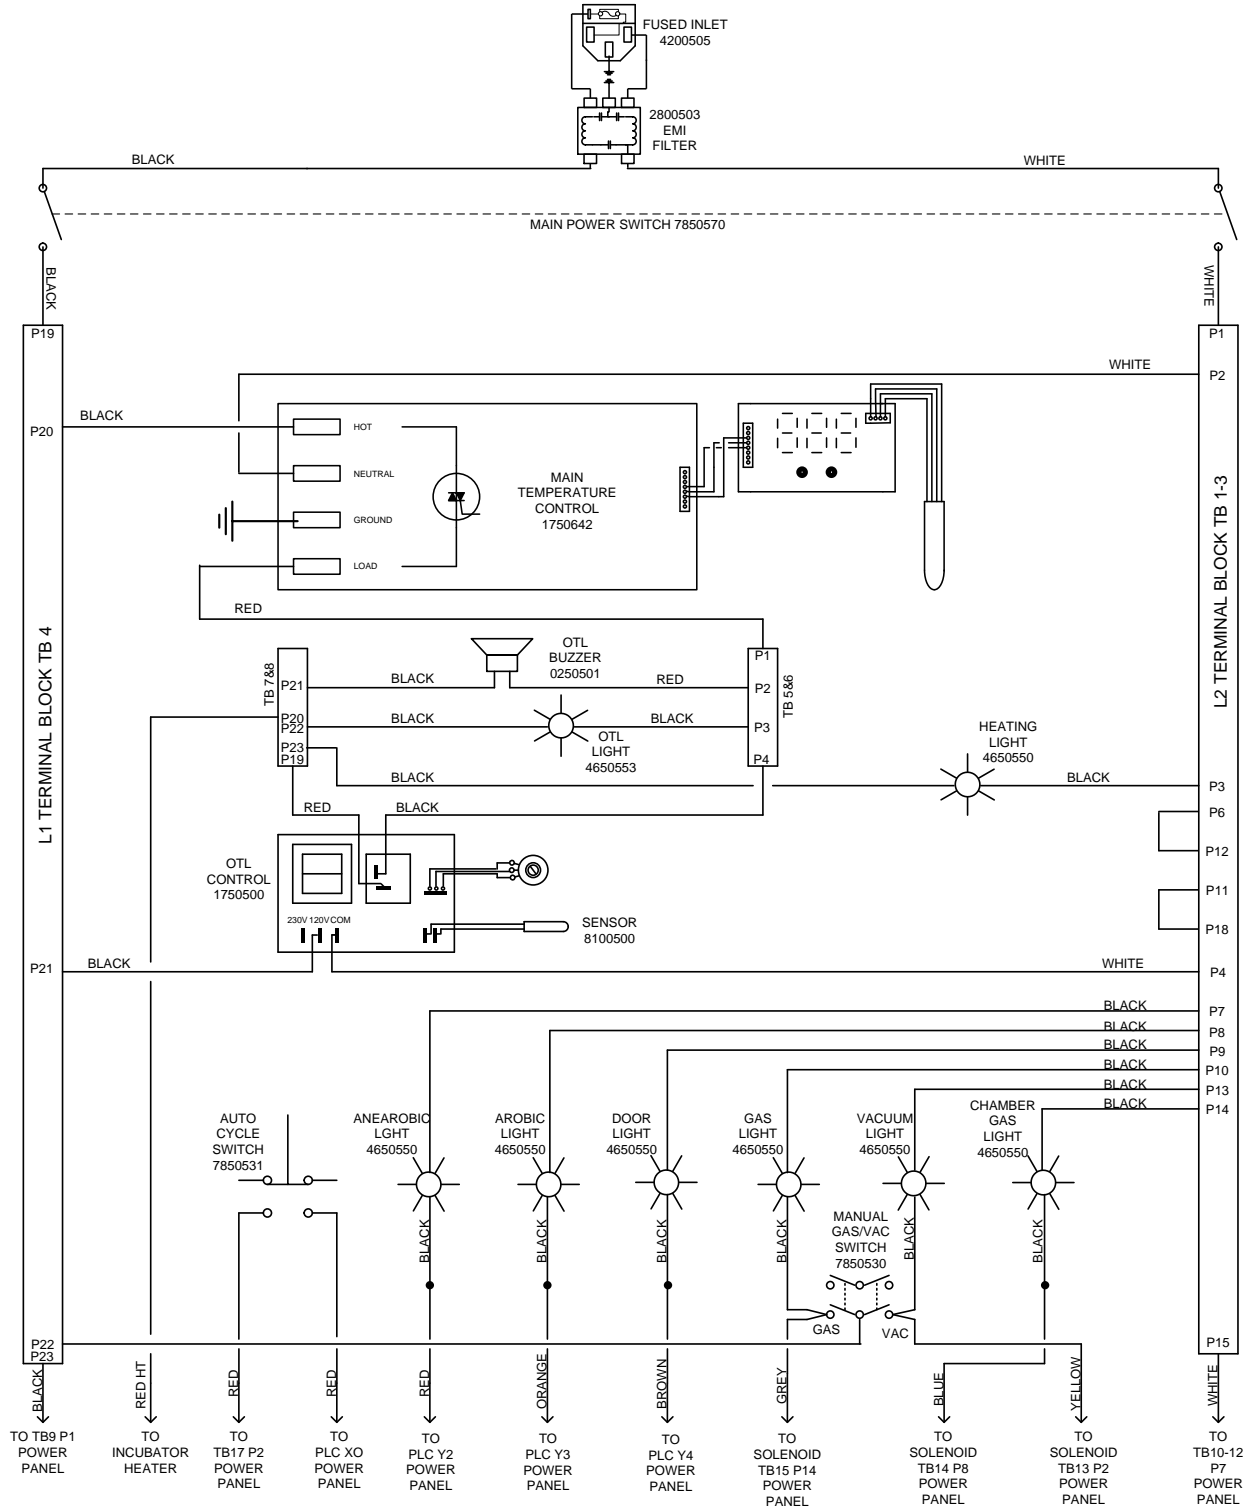 FUSED INLET
4200505
2800503
EMI
FILTER
BLACK
WHITE
MAIN POWER SWITCH 7850570
BLACK
WHITE
P19
P1
WHITE
P2
BLACK
P20
HOT
NEUTRAL
GROUND
LOAD
MAIN
TEMPERATURE
CONTROL
1750642
L1 TERMINAL BLOCK TB 4
L2 TERMINAL BLOCK TB 1-3
RED
TB 7&8
P21
P20
P22
P23
P19
OTL
BUZZER
0250501
BLACK
RED
P1
P2
P3
P4
TB 5&6
BLACK
BLACK
OTL
LIGHT
4650553
HEATING
LIGHT
4650550
BLACK
BLACK
P3
RED
BLACK
P6
P12
P11
P18
OTL
CONTROL
1750500
230V 120V COM
SENSOR
8100500
P21
BLACK
WHITE
P4
BLACK
P7
BLACK
P8
BLACK
P9
BLACK
P10
BLACK
P13
BLACK
P14
AUTO
CYCLE
SWITCH
7850531
ANEAROBIC
LGHT
4650550
AROBIC
LIGHT
4650550
DOOR
LIGHT
4650550
GAS
LIGHT
4650550
VACUUM
LIGHT
4650550
CHAMBER
GAS
LIGHT
4650550
BLACK
BLACK
BLACK
BLACK
MANUAL
GAS/VAC
SWITCH
7850530
BLACK
BLACK
GAS
VAC
P22
P23
P15
BLACK
RED HT
RED
RED
RED
ORANGE
BROWN
GREY
BLUE
YELLOW
WHITE
TO TB9 P1
POWER
PANEL
TO
INCUBATOR
HEATER
TO
TB17 P2
POWER
PANEL
TO
PLC XO
POWER
PANEL
TO
PLC Y2
POWER
PANEL
TO
PLC Y3
POWER
PANEL
TO
PLC Y4
POWER
PANEL
TO
SOLENOID
TB15 P14
POWER
PANEL
TO
SOLENOID
TB14 P8
POWER
PANEL
TO
SOLENOID
TB13 P2
POWER
PANEL
TO
TB10-12
P7
POWER
PANEL